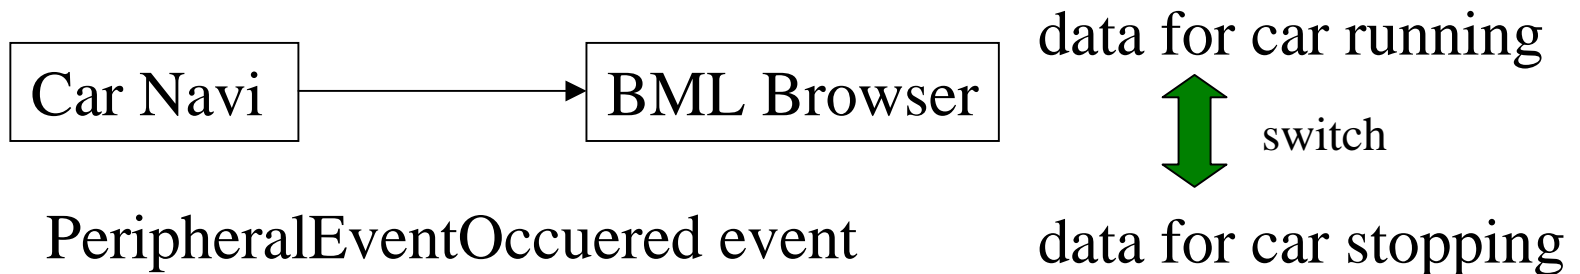 Car Navi
BML Browser
data for car running
switch
PeripheralEventOccuered event
data for car stopping